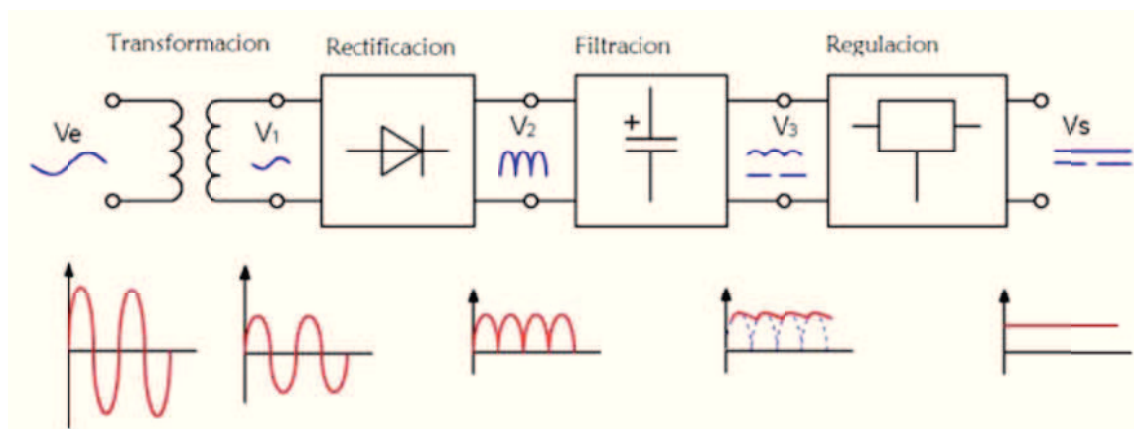 Transformacion
Rectificacion
Filtracion
Regulacion
Ve
V1
V2
+
V3
Vs